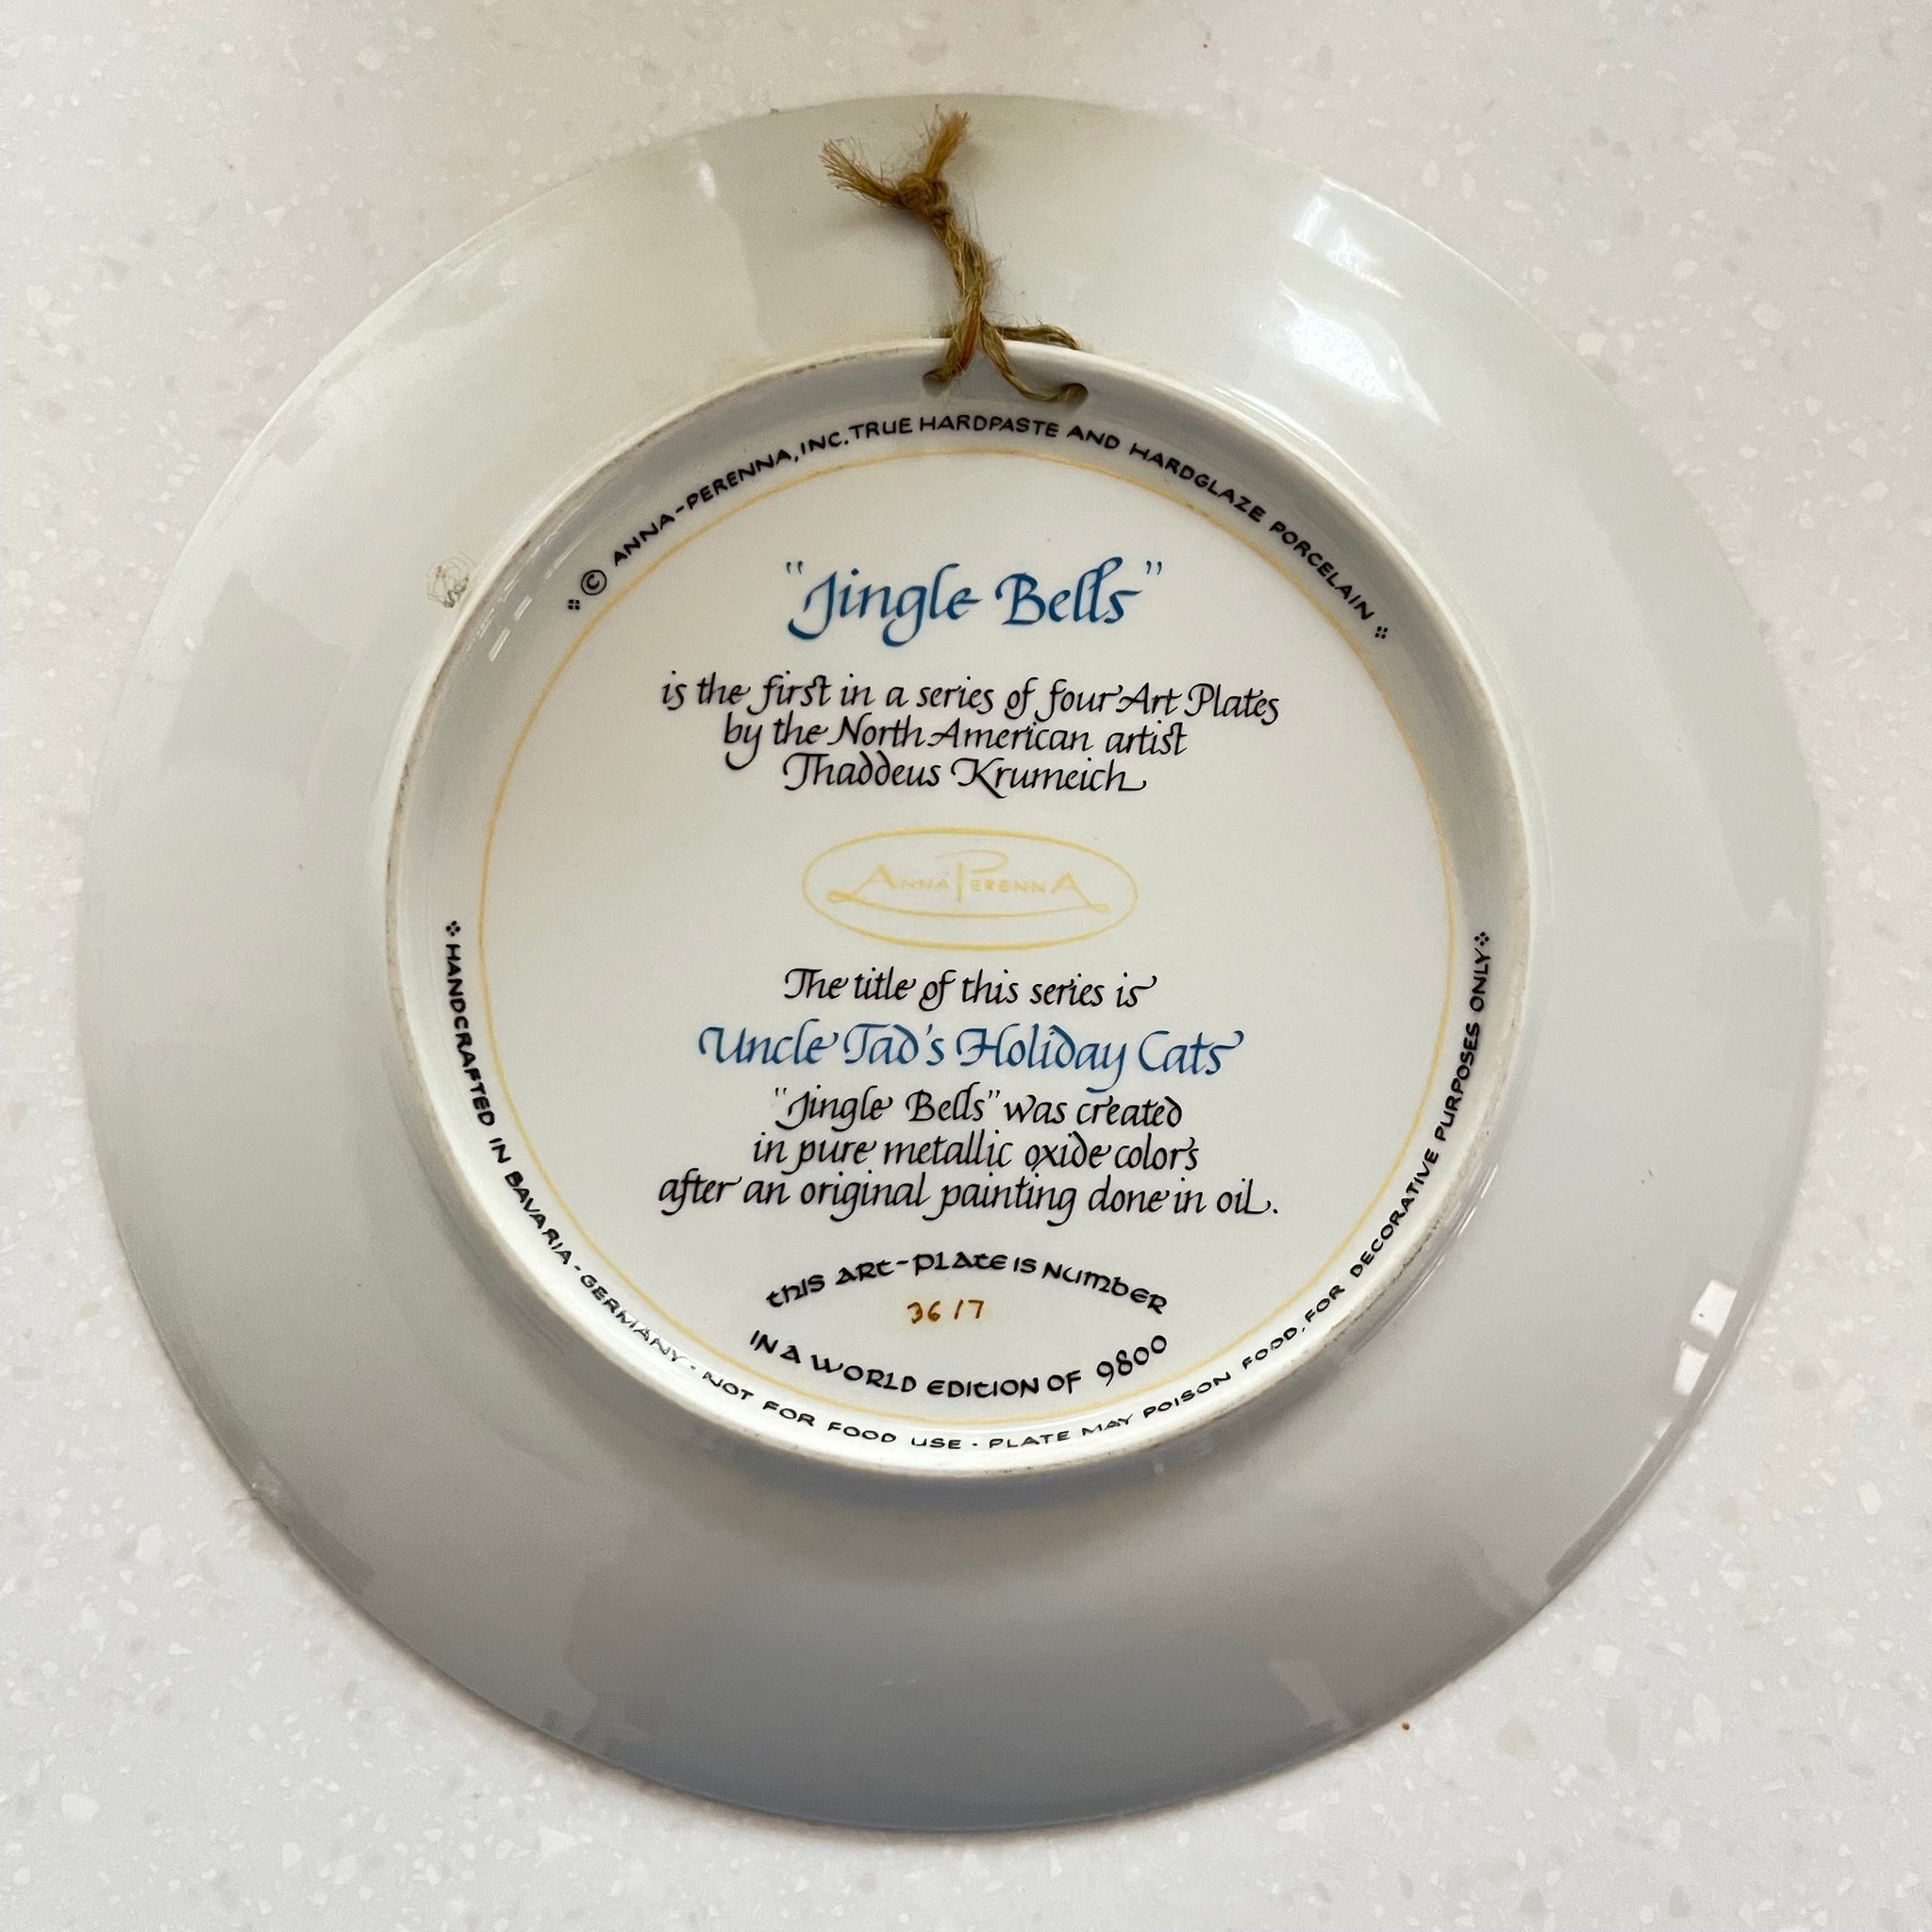 © ANNA-PERENNA, INC. TRUE HARDPASTE AND HARDGLAZE PORCELAIN
"Jingle Bells"
is the first in a series of four Art Plates
by the North American artist
Thaddeus Krumeich
ANNA PERENNA
The title of this series is
Uncle Tad's Holiday Cats
"Jingle Bells" was created
in pure metallic oxide colors
after an original painting done in oil.
this ART-PLATE IS NUMBER
3617
IN A WORLD EDITION OF 9800
HANDCRAFTED IN BAVARIA-GERMANY · NOT FOR FOOD USE · PLATE MAY POISON FOOD, FOR DECORATIVE PURPOSES ONLY